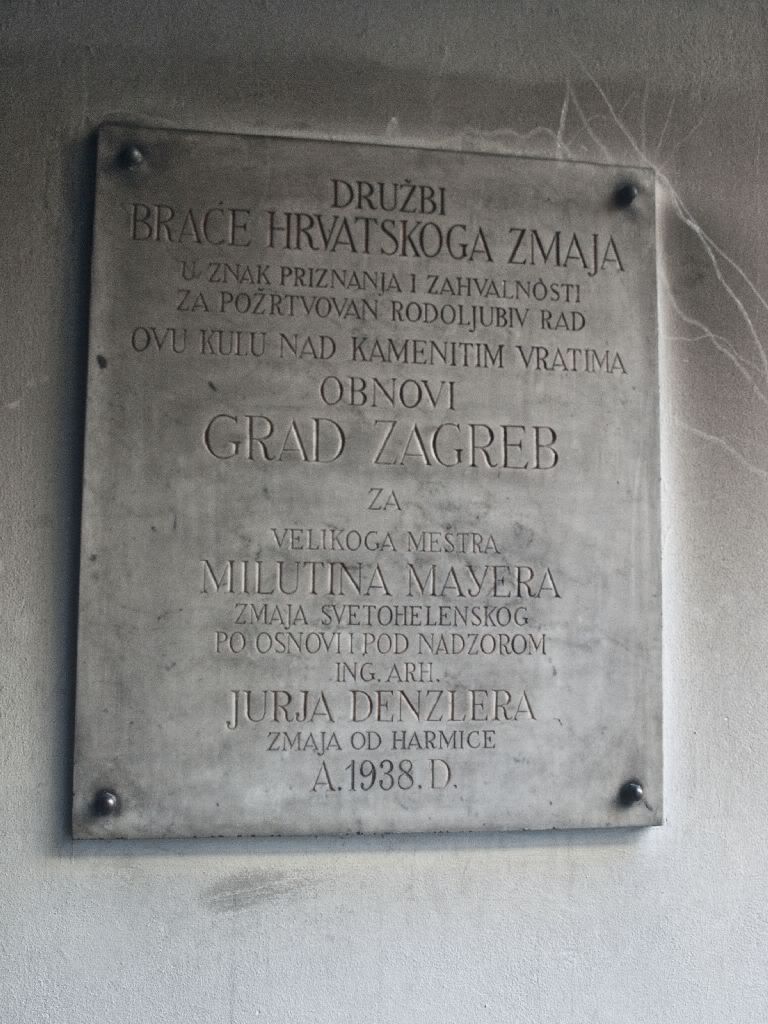 DRUŽBI
BRAĆE HRVATSKOGA ZMAJA
U ZNAK PRIZNANJA I ZAHVALNOSTI
ZA POŽRTVOVAN RODOLJUBIV RAD
OVU KULU NAD KAMENITIM VRATIMA
OBNOVI
GRAD ZAGREB
ZA
VELIKOGA MEŠTRA
MILUTINA MAYERA
ZMAJA SVETOHELENSKOG
PO OSNOVI I POD NADZOROM
ING. ARH.
JURJA DENZLERA
ZMAJA OD HARMICE
A. 1938. D.